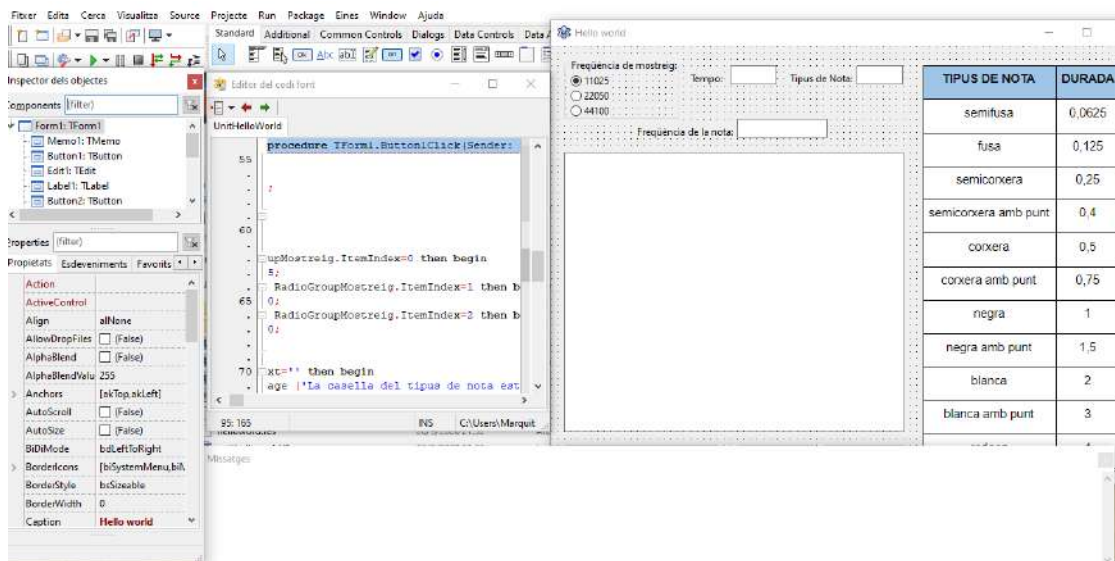 Fitxer Edita Cerca Visualitza Source Projecte Run Package Eines Window Ajuda
Standard Additional Common Controls Dialogs Data Controls Data A
Inspector dels objectes
Components (filter)
Form1: TForm1
Memo1: TMemo
Button1: TButton
Edit1: TEdit
Label1: TLabel
Button2: TButton
Properties (filter)
Propietats Esdeveniments Favorits
Action
ActiveControl
Align alNone
AllowDropFiles (False)
AlphaBlend (False)
AlphaBlendValu 255
Anchors [akTop,akLeft]
AutoScroll (False)
AutoSize (False)
BiDiMode bdLeftToRight
BorderIcons [biSystemMenu,biM
BorderStyle bsSizeable
BorderWidth 0
Caption Hello world
Editor del codi font
UnitHelloWorld
procedure TForm1.Button1Click(Sender:
55
;
60
upMostreig.ItemIndex=0 then begin
5;
RadioGroupMostreig.ItemIndex=1 then b
65 0;
RadioGroupMostreig.ItemIndex=2 then b
0;
70 xt='' then begin
age ('La casella del tipus de nota est
95: 165 INS C:\Users\Marquit
Missatges
Hello world
Freqüència de mostreig:
11025
22050
44100
Tempo:
Tipus de Nota:
Freqüència de la nota:
TIPUS DE NOTA DURADA
semifusa 0,0625
fusa 0,125
semicorxera 0,25
semicorxera amb punt 0,4
corxera 0,5
corxera amb punt 0,75
negra 1
negra amb punt 1,5
blanca 2
blanca amb punt 3